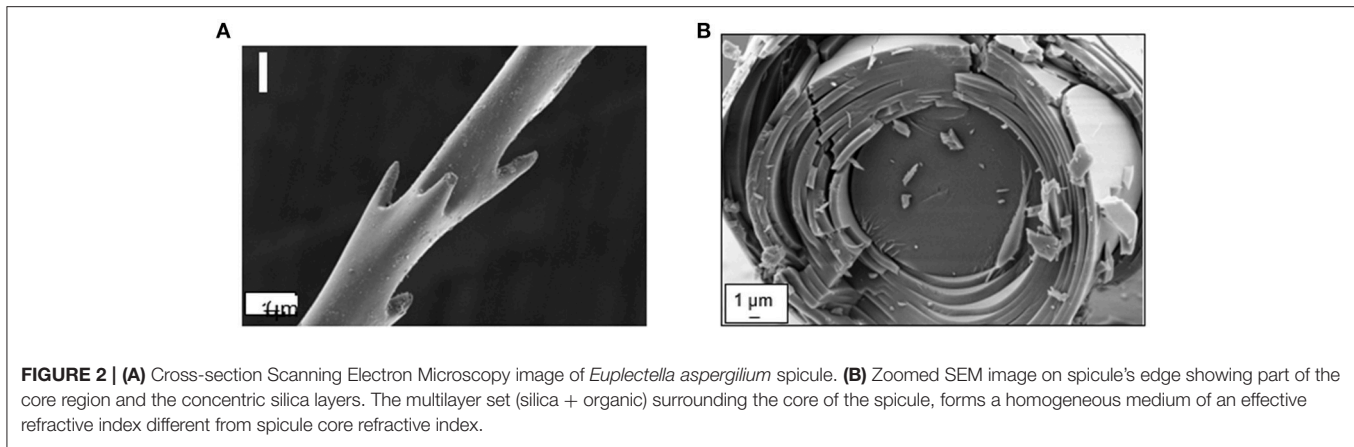 A
B
1 µm
FIGURE 2 | (A) Cross-section Scanning Electron Microscopy image of Euplectella aspergilium spicule. (B) Zoomed SEM image on spicule's edge showing part of the
core region and the concentric silica layers. The multilayer set (silica + organic) surrounding the core of the spicule, forms a homogeneous medium of an effective
refractive index different from spicule core refractive index.